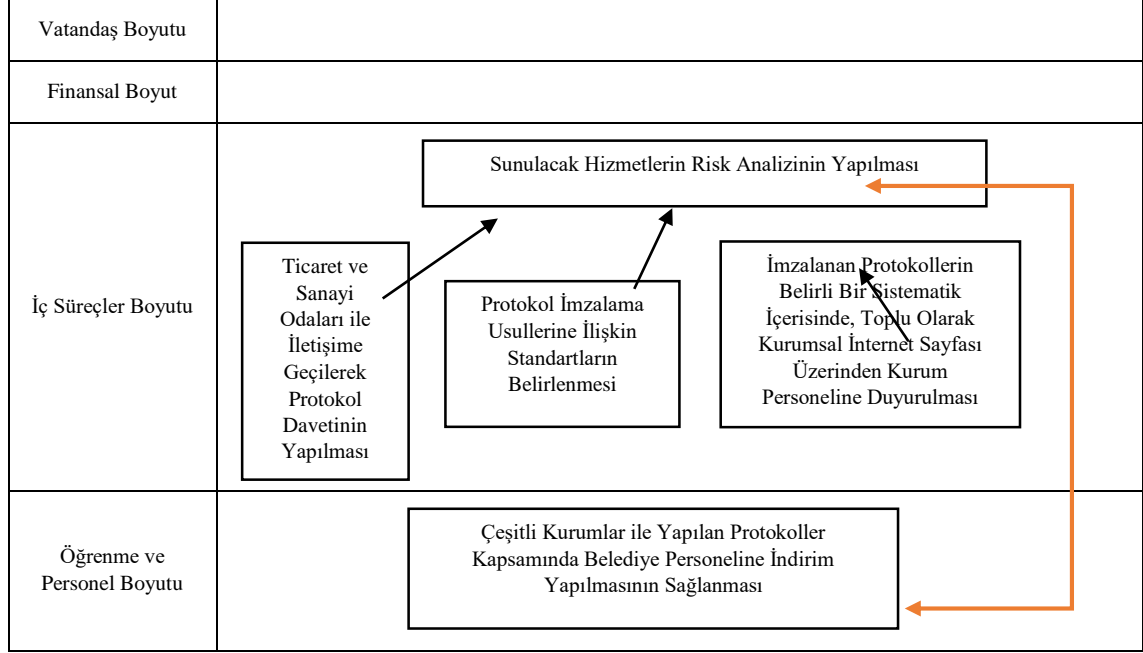 Vatandaş Boyutu
Finansal Boyut
İç Süreçler Boyutu
Sunulacak Hizmetlerin Risk Analizinin Yapılması
Ticaret ve
Sanayi
Odaları ile
İletişime
Geçilerek
Protokol
Davetinin
Yapılması
Protokol İmzalama
Usullerine İlişkin
Standartların
Belirlenmesi
İmzalanan Protokollerin
Belirli Bir Sistematik
İçerisinde, Toplu Olarak
Kurumsal İnternet Sayfası
Üzerinden Kurum
Personeline Duyurulması
Öğrenme ve
Personel Boyutu
Çeşitli Kurumlar ile Yapılan Protokoller
Kapsamında Belediye Personeline İndirim
Yapılmasının Sağlanması